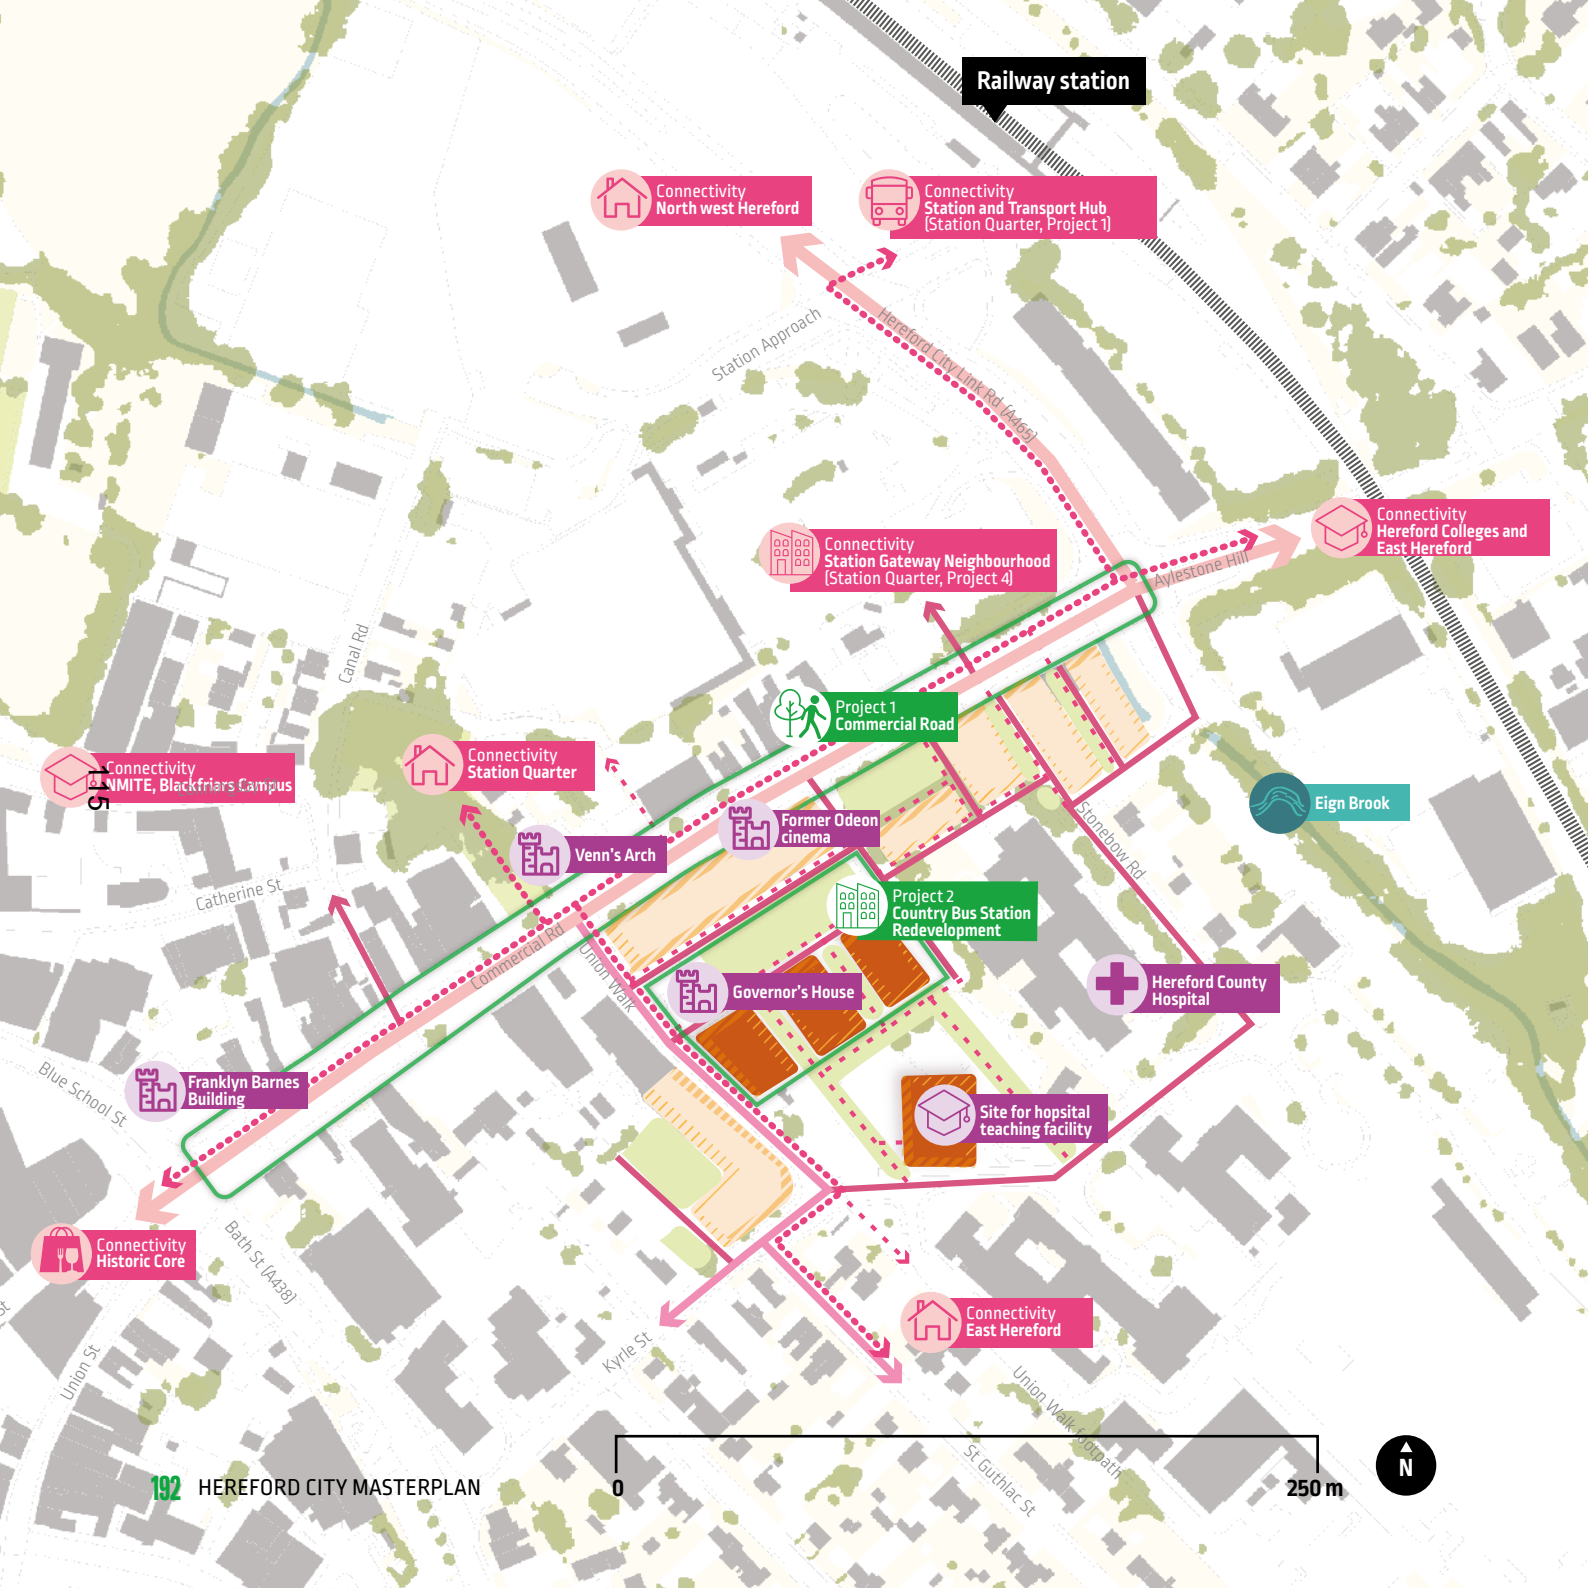 Railway station
Connectivity
North west Hereford
Connectivity
Station and Transport Hub
(Station Quarter, Project 1)
Station Approach
Hereford City Link Rd (A465)
Connectivity
Hereford Colleges and
East Hereford
Connectivity
Station Gateway Neighbourhood
(Station Quarter, Project 4)
Aylestone Hill
Canal Rd
Project 1
Commercial Road
Connectivity
Station Quarter
Connectivity
NMITE, Blackfriars Campus
115
Eign Brook
Former Odeon
cinema
Venn's Arch
Stonebow Rd
Catherine St
Project 2
Country Bus Station
Redevelopment
Commercial Rd
Union Walk
Governor's House
Hereford County
Hospital
Blue School St
Franklyn Barnes
Building
Site for hopsital
teaching facility
Connectivity
Historic Core
Bath St (A438)
St
Connectivity
East Hereford
Kyrle St
Union St
Union Walk footpath
St Guthlac St
192 HEREFORD CITY MASTERPLAN
0
250 m
N